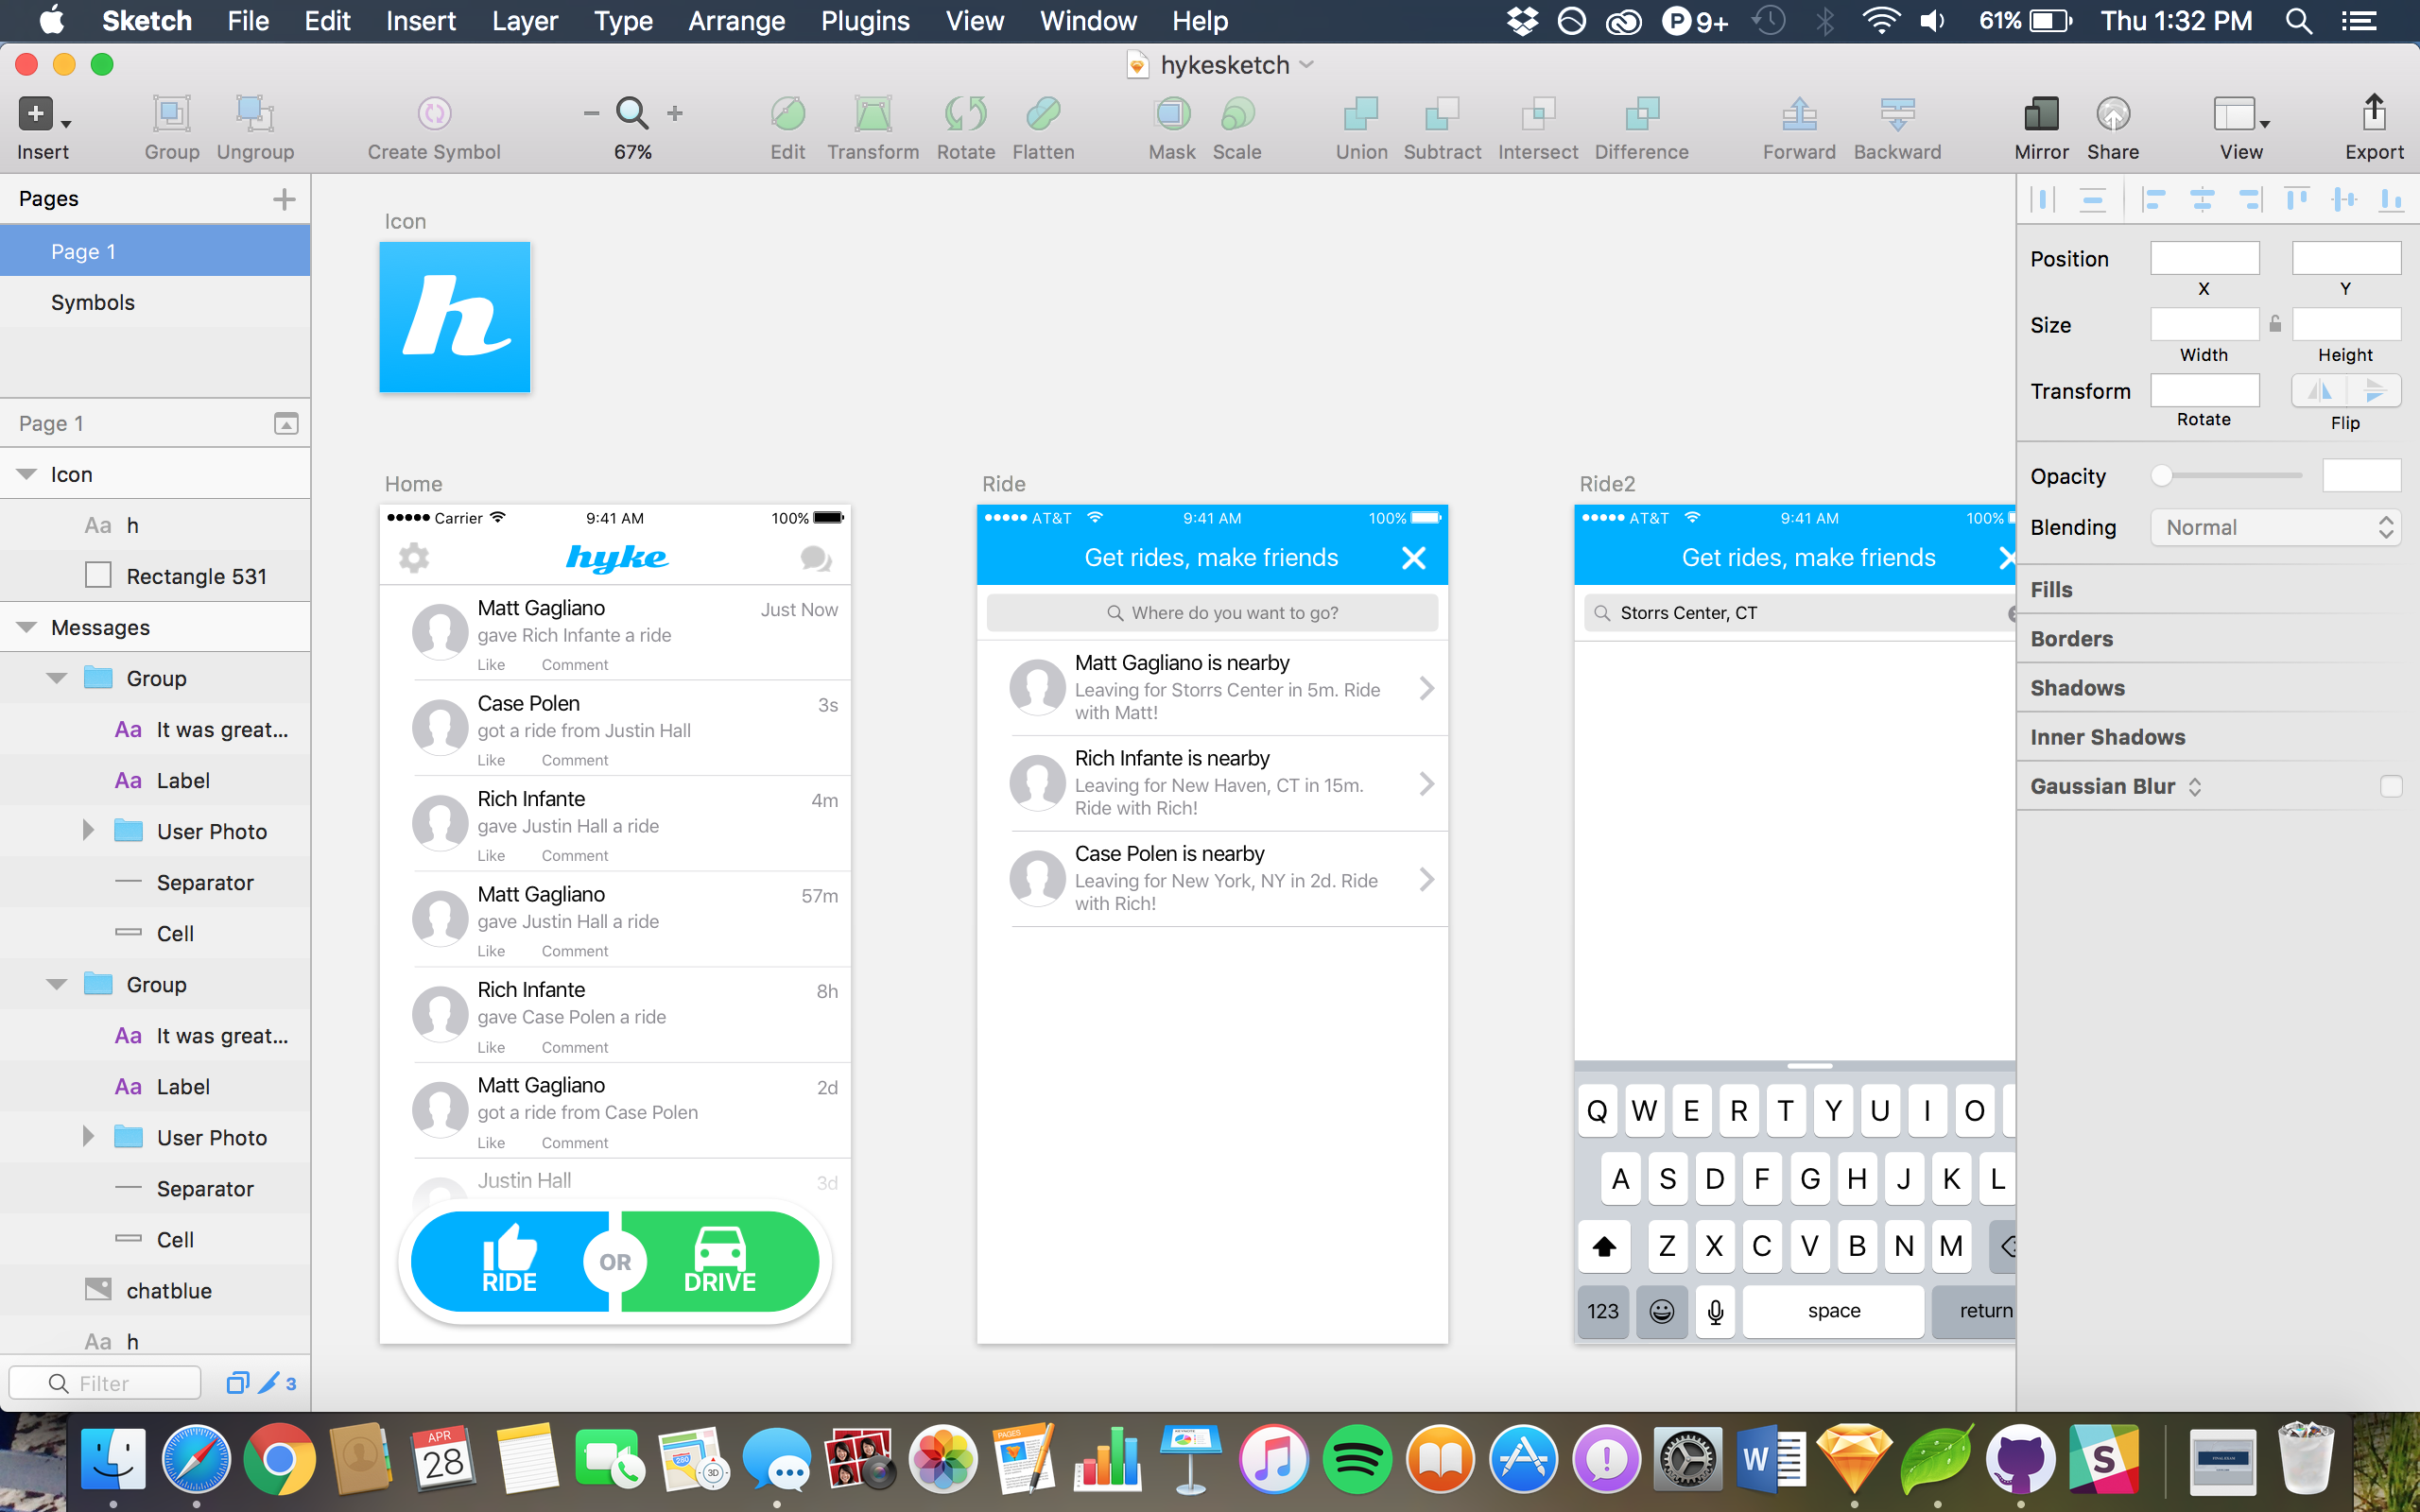 Sketch File Edit Insert Layer Type Arrange Plugins View Window Help 9+ 61% Thu 1:32 PM
hykesketch
Insert Group Ungroup Create Symbol 67% Edit Transform Rotate Flatten Mask Scale Union Subtract Intersect Difference Forward Backward Mirror Share View Export
Pages
Page 1
Symbols
Page 1
Icon
Aa h
Rectangle 531
Messages
Group
Aa It was great...
Aa Label
User Photo
Separator
Cell
Group
Aa It was great...
Aa Label
User Photo
Separator
Cell
chatblue
Aa h
Filter 3
Icon
h
Home
Carrier 9:41 AM 100%
hyke
Matt Gagliano Just Now
gave Rich Infante a ride
Like Comment
Case Polen 3s
got a ride from Justin Hall
Like Comment
Rich Infante 4m
gave Justin Hall a ride
Like Comment
Matt Gagliano 57m
gave Justin Hall a ride
Like Comment
Rich Infante 8h
gave Case Polen a ride
Like Comment
Matt Gagliano 2d
got a ride from Case Polen
Like Comment
Justin Hall 3d
RIDE OR DRIVE
Ride
AT&T 9:41 AM 100%
Get rides, make friends
Where do you want to go?
Matt Gagliano is nearby
Leaving for Storrs Center in 5m. Ride
with Matt!
Rich Infante is nearby
Leaving for New Haven, CT in 15m.
Ride with Rich!
Case Polen is nearby
Leaving for New York, NY in 2d. Ride
with Rich!
Ride2
AT&T 9:41 AM 100%
Get rides, make friends
Storrs Center, CT
Q W E R T Y U I O
A S D F G H J K L
Z X C V B N M
123 space return
Position
X Y
Size
Width Height
Transform
Rotate Flip
Opacity
Blending Normal
Fills
Borders
Shadows
Inner Shadows
Gaussian Blur
APR
28
280
3D
PAGES
W
S
FINAL EXAM